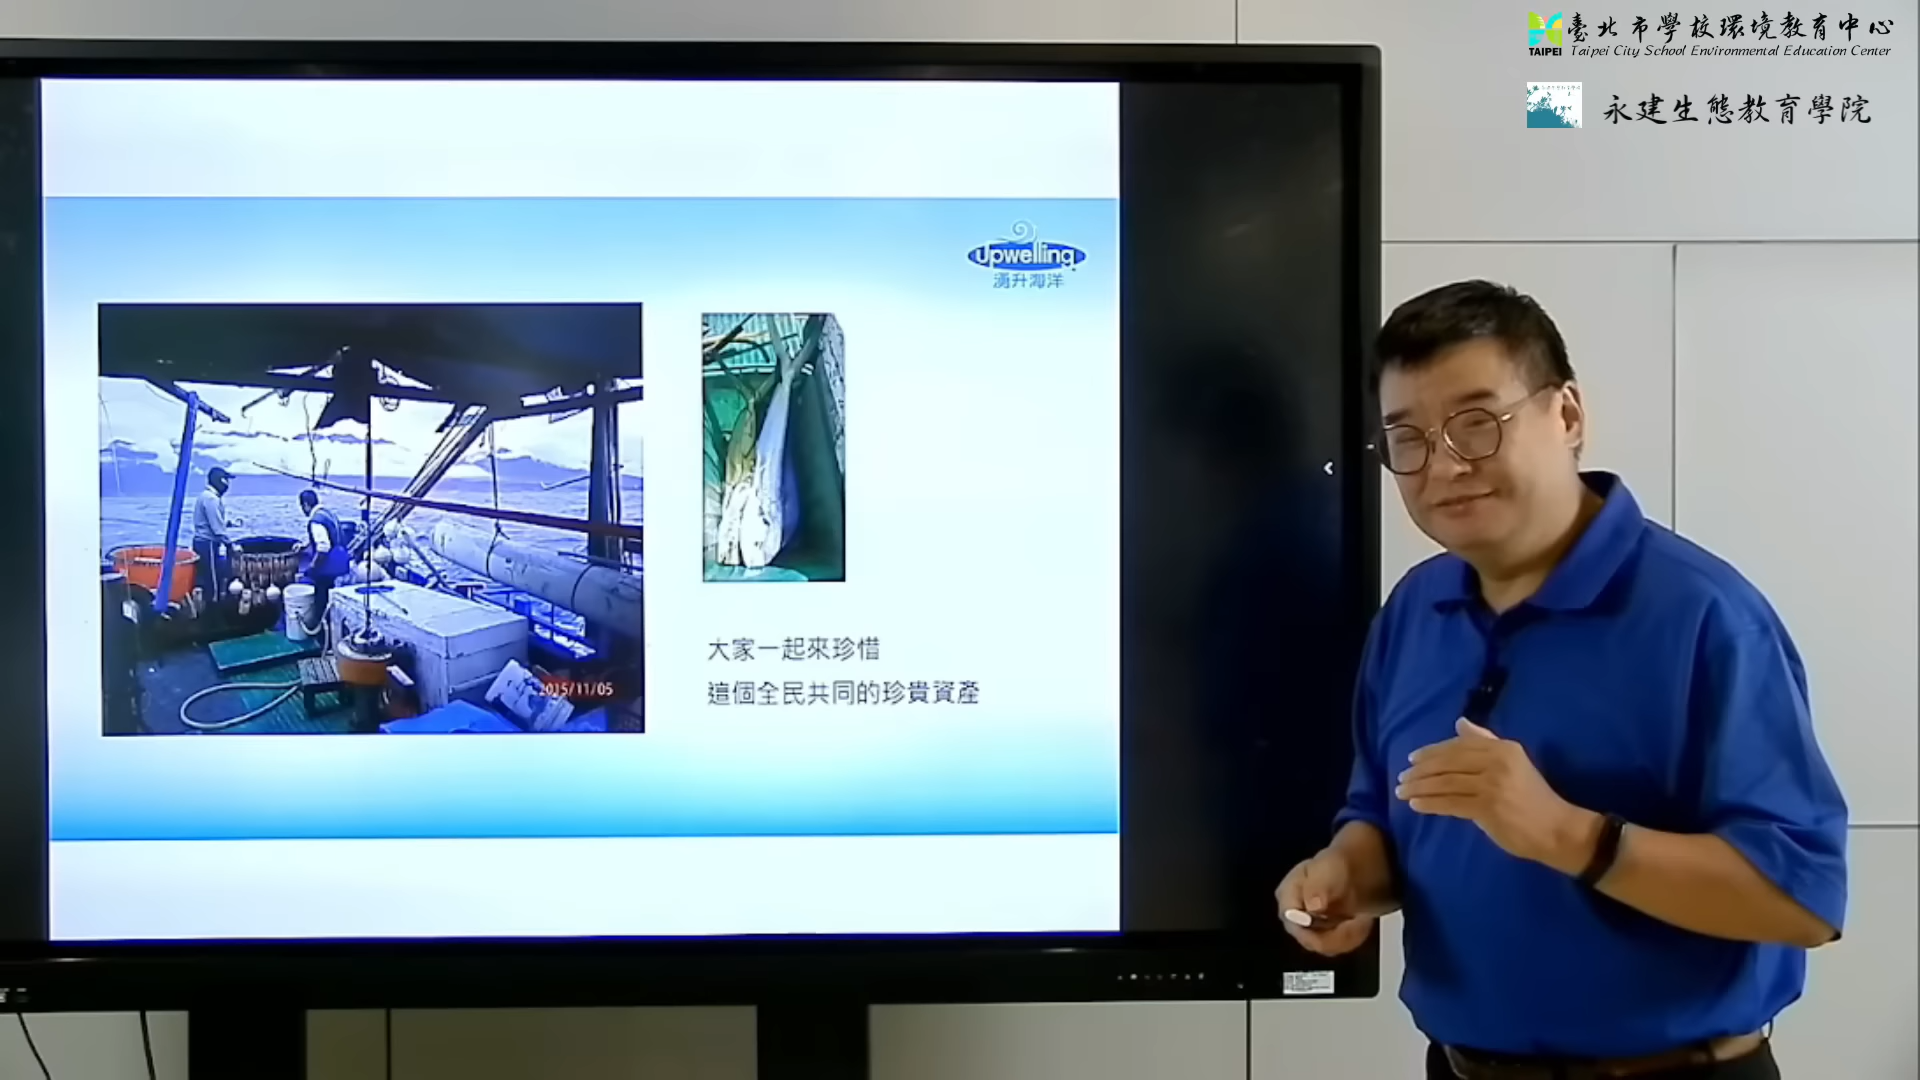 臺北市學校環境教育中心
TAIPEI
Taipei City School Environmental Education Center
永建生態教育學院
Upwelling
湧升海洋
2015/11/05
大家一起來珍惜
這個全民共同的珍貴資產